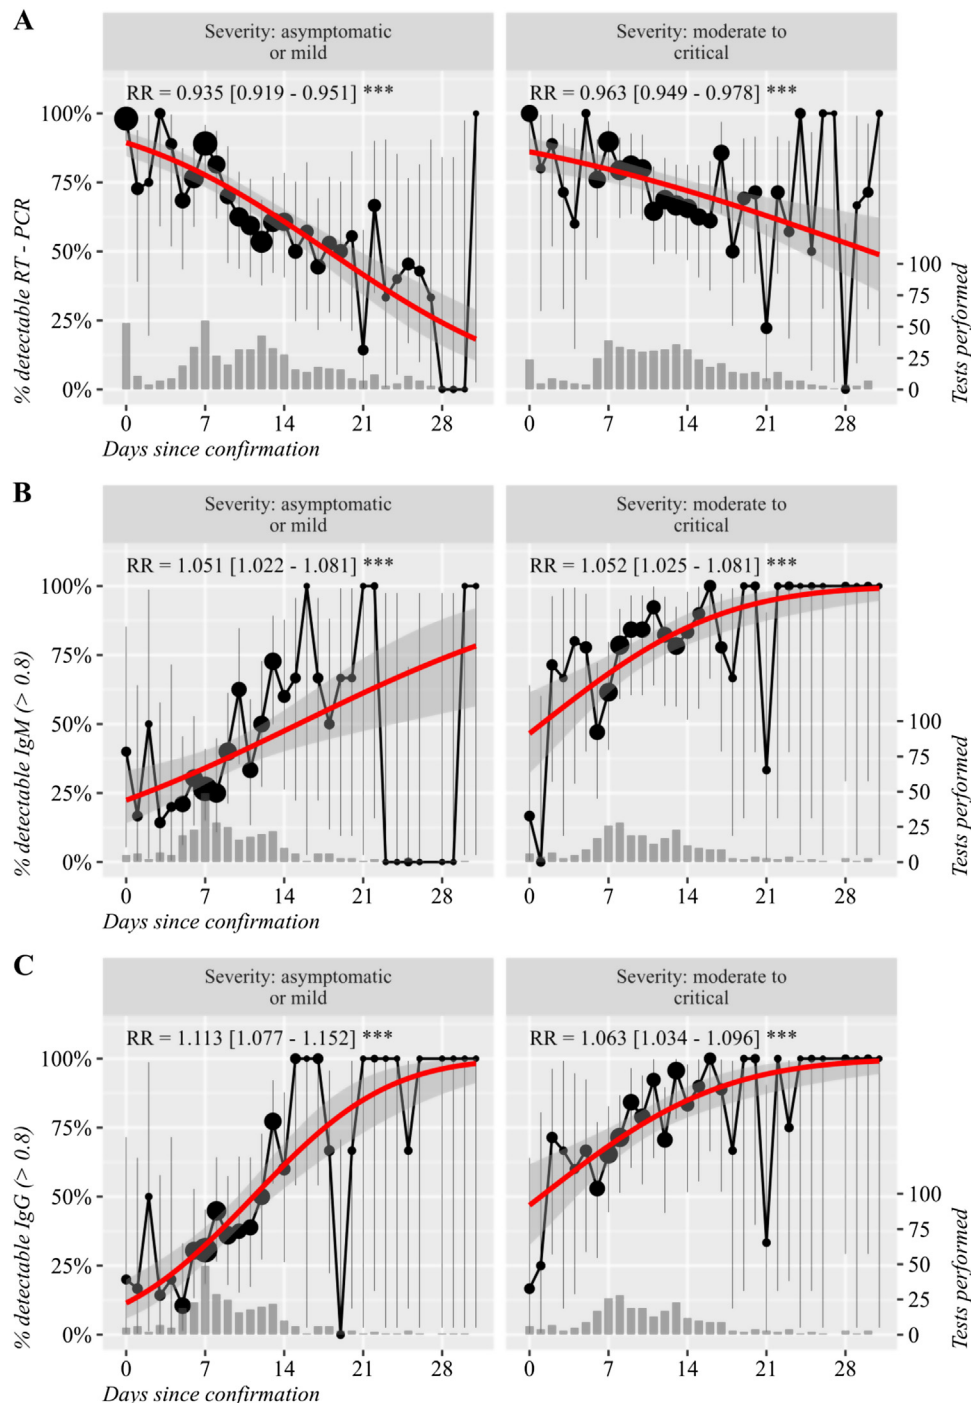 A
Severity: asymptomatic
or mild
Severity: moderate to
critical
RR = 0.935 [0.919 - 0.951] ***
RR = 0.963 [0.949 - 0.978] ***
100%
75%
50%
25%
0%
% detectable RT - PCR
100
75
50
25
0
Tests performed
0 7 14 21 28
0 7 14 21 28
Days since confirmation
B
Severity: asymptomatic
or mild
Severity: moderate to
critical
RR = 1.051 [1.022 - 1.081] ***
RR = 1.052 [1.025 - 1.081] ***
100%
75%
50%
25%
0%
% detectable IgM (> 0.8)
100
75
50
25
0
Tests performed
0 7 14 21 28
0 7 14 21 28
Days since confirmation
C
Severity: asymptomatic
or mild
Severity: moderate to
critical
RR = 1.113 [1.077 - 1.152] ***
RR = 1.063 [1.034 - 1.096] ***
100%
75%
50%
25%
0%
% detectable IgG (> 0.8)
100
75
50
25
0
Tests performed
0 7 14 21 28
0 7 14 21 28
Days since confirmation